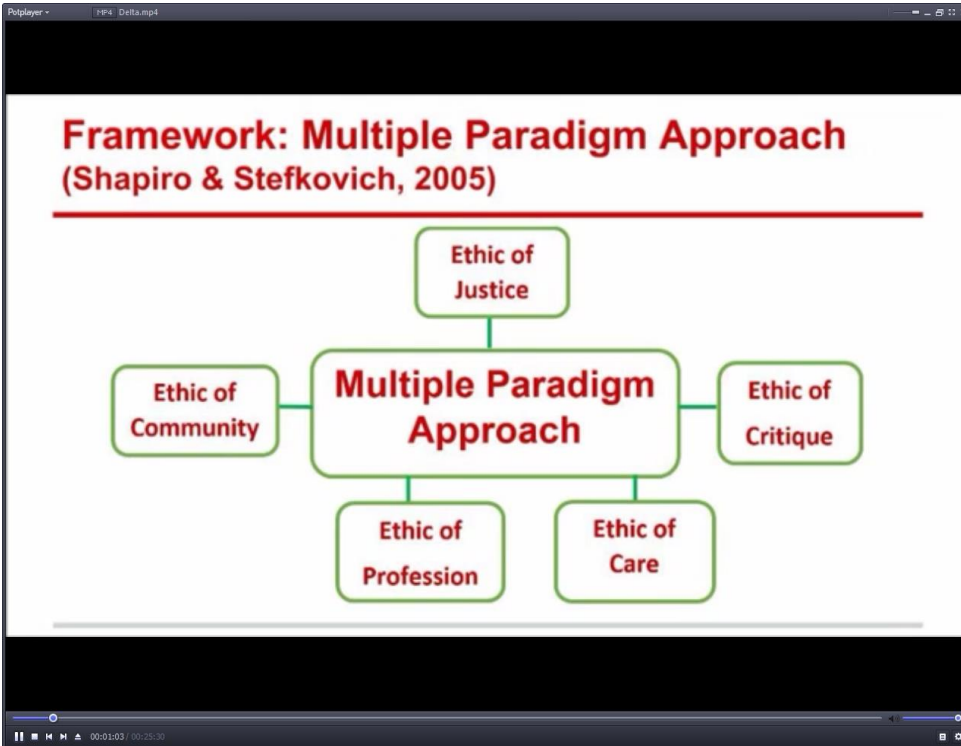 Potplayer
MP4 Delta.mp4
Framework: Multiple Paradigm Approach
(Shapiro & Stefkovich, 2005)
Ethic of
Justice
Ethic of
Community
Multiple Paradigm
Approach
Ethic of
Critique
Ethic of
Profession
Ethic of
Care
00:01:03 / 00:25:30